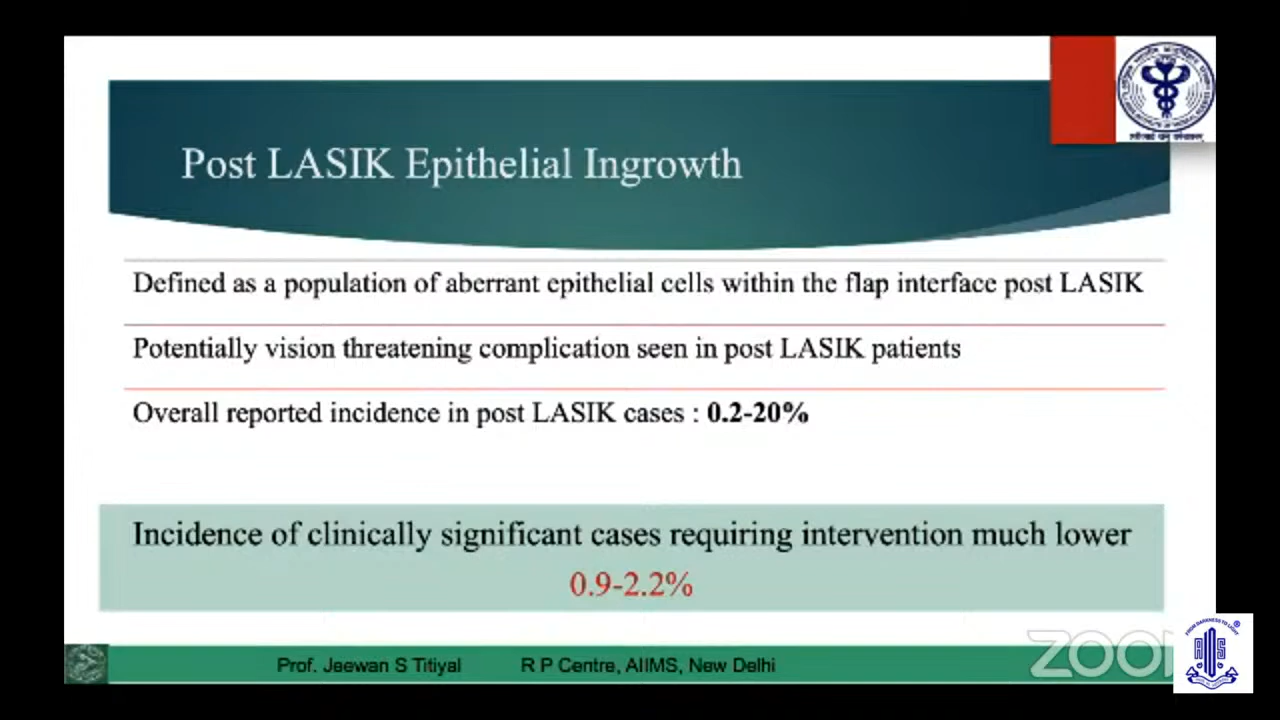 Post LASIK Epithelial Ingrowth
Defined as a population of aberrant epithelial cells within the flap interface post LASIK
Potentially vision threatening complication seen in post LASIK patients
Overall reported incidence in post LASIK cases : 0.2-20%
Incidence of clinically significant cases requiring intervention much lower
0.9-2.2%
Prof. Jeewan S Titiyal R P Centre, AIIMS, New Delhi